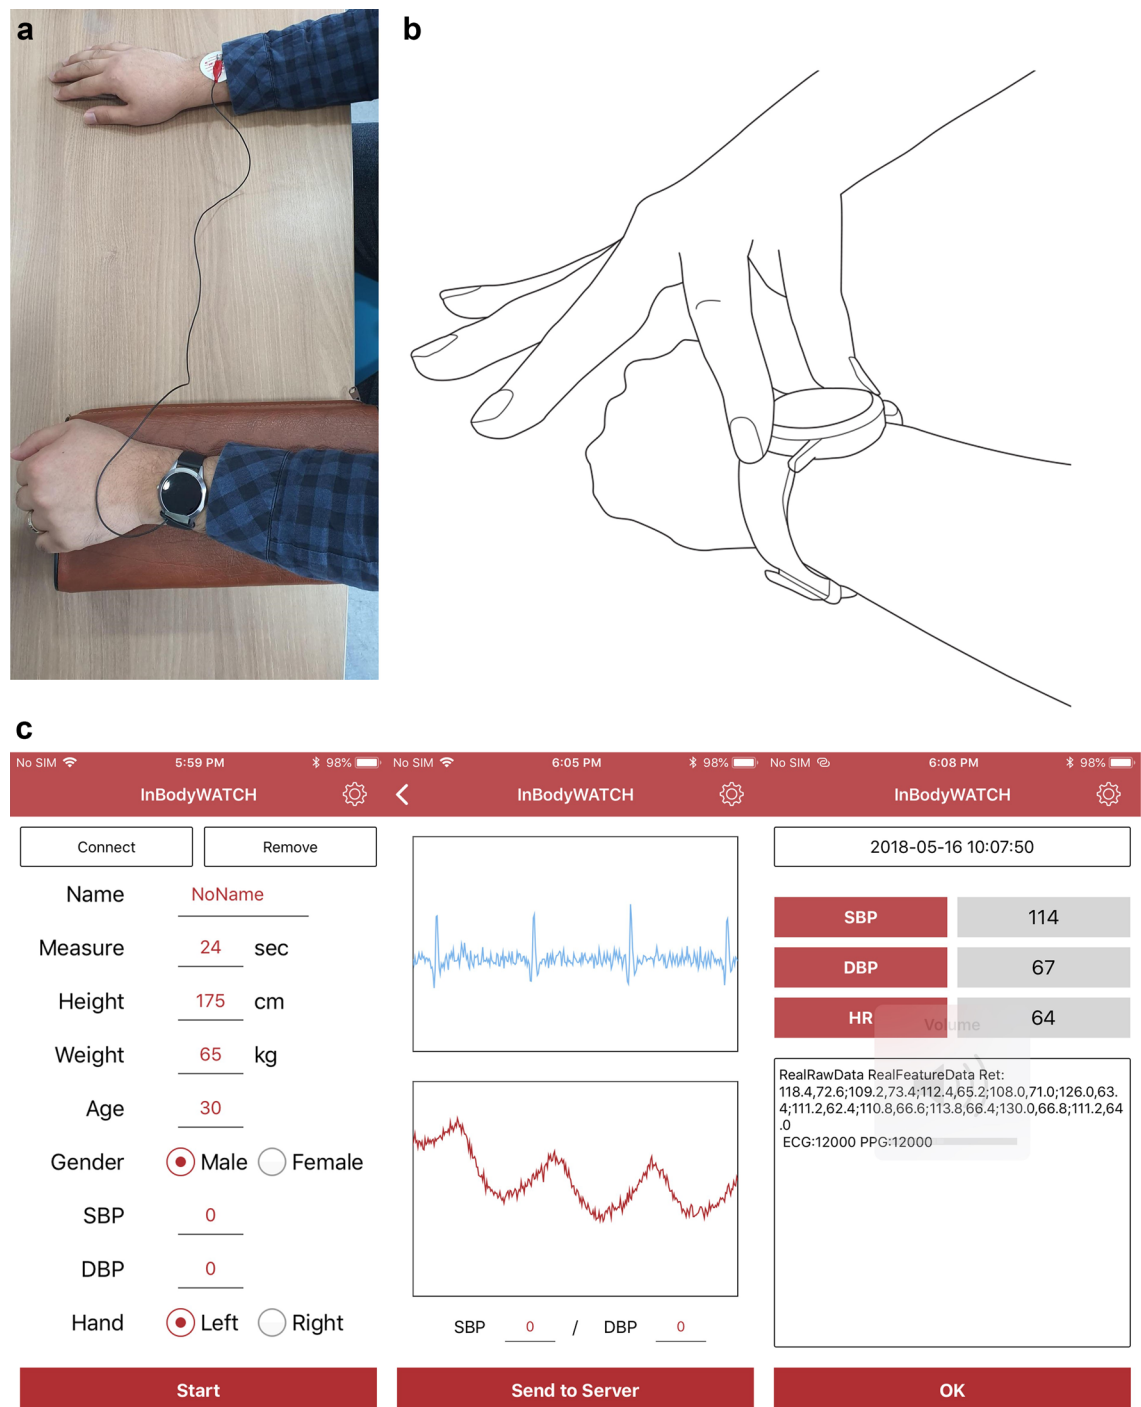 a
b
c
No SIM 5:59 PM 98%
InBodyWATCH
Connect Remove
Name NoName
Measure 24 sec
Height 175 cm
Weight 65 kg
Age 30
Gender Male Female
SBP 0
DBP 0
Hand Left Right
Start
No SIM 6:05 PM 98%
InBodyWATCH
SBP 0 / DBP 0
Send to Server
No SIM 6:08 PM 98%
InBodyWATCH
2018-05-16 10:07:50
SBP 114
DBP 67
HR 64
Volume
RealRawData RealFeatureData Ret:
118.4,72.6;109.2,73.4;112.4,65.2;108.0,71.0;126.0,63.
4;111.2,62.4;110.8,66.6;113.8,66.4;130.0,66.8;111.2,64
.0
ECG:12000 PPG:12000
OK